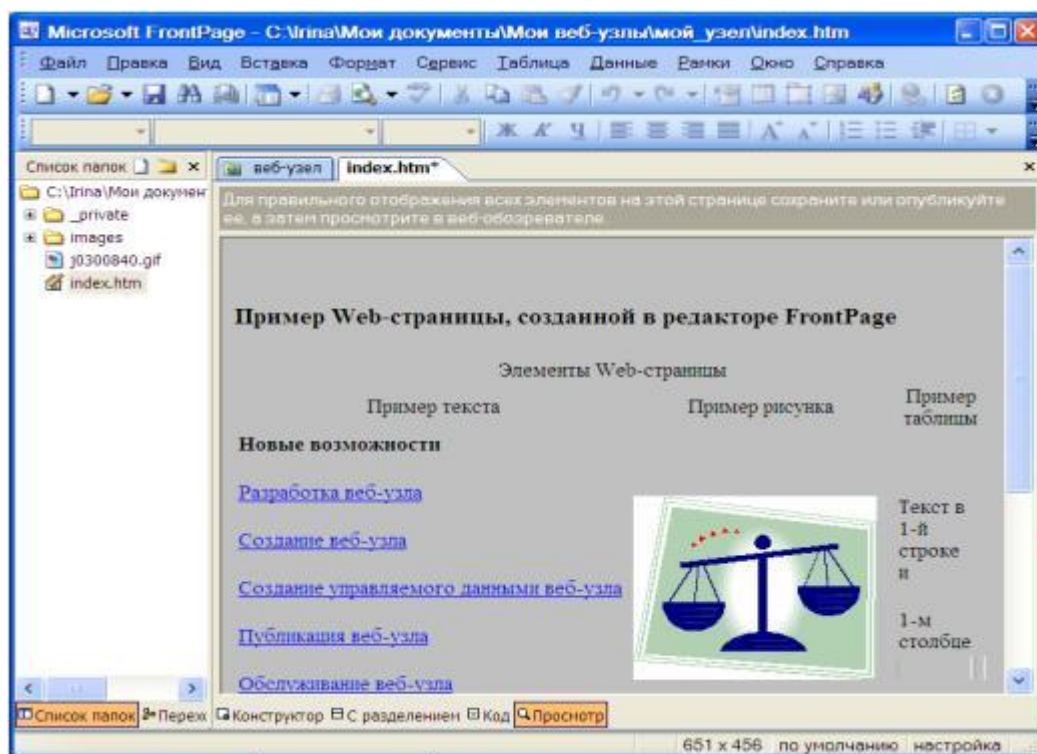 Microsoft FrontPage - C:\Irina\Мои документы\Мои веб-узлы\мой_узел\index.htm
Файл Правка Вид Вставка Формат Сервис Таблица Данные Рамки Окно Справка
Ж К Ч
Список папок
веб-узел index.htm*
C:\Irina\Мои докумен
_private
images
j0300840.gif
index.htm
Для правильного отображения всех элементов на этой странице сохраните или опубликуйте
ее, а затем просмотрите в веб-обозревателе.
Пример Web-страницы, созданной в редакторе FrontPage
Элементы Web-страницы
Пример текста
Пример рисунка
Пример
таблицы
Новые возможности
Разработка веб-узла
Создание веб-узла
Создание управляемого данными веб-узла
Публикация веб-узла
Обслуживание веб-узла
Текст в
1-й
строке
и
1-м
столбце
Список папок Перехо Конструктор С разделением Код Просмотр
651 x 456 по умолчанию настройка